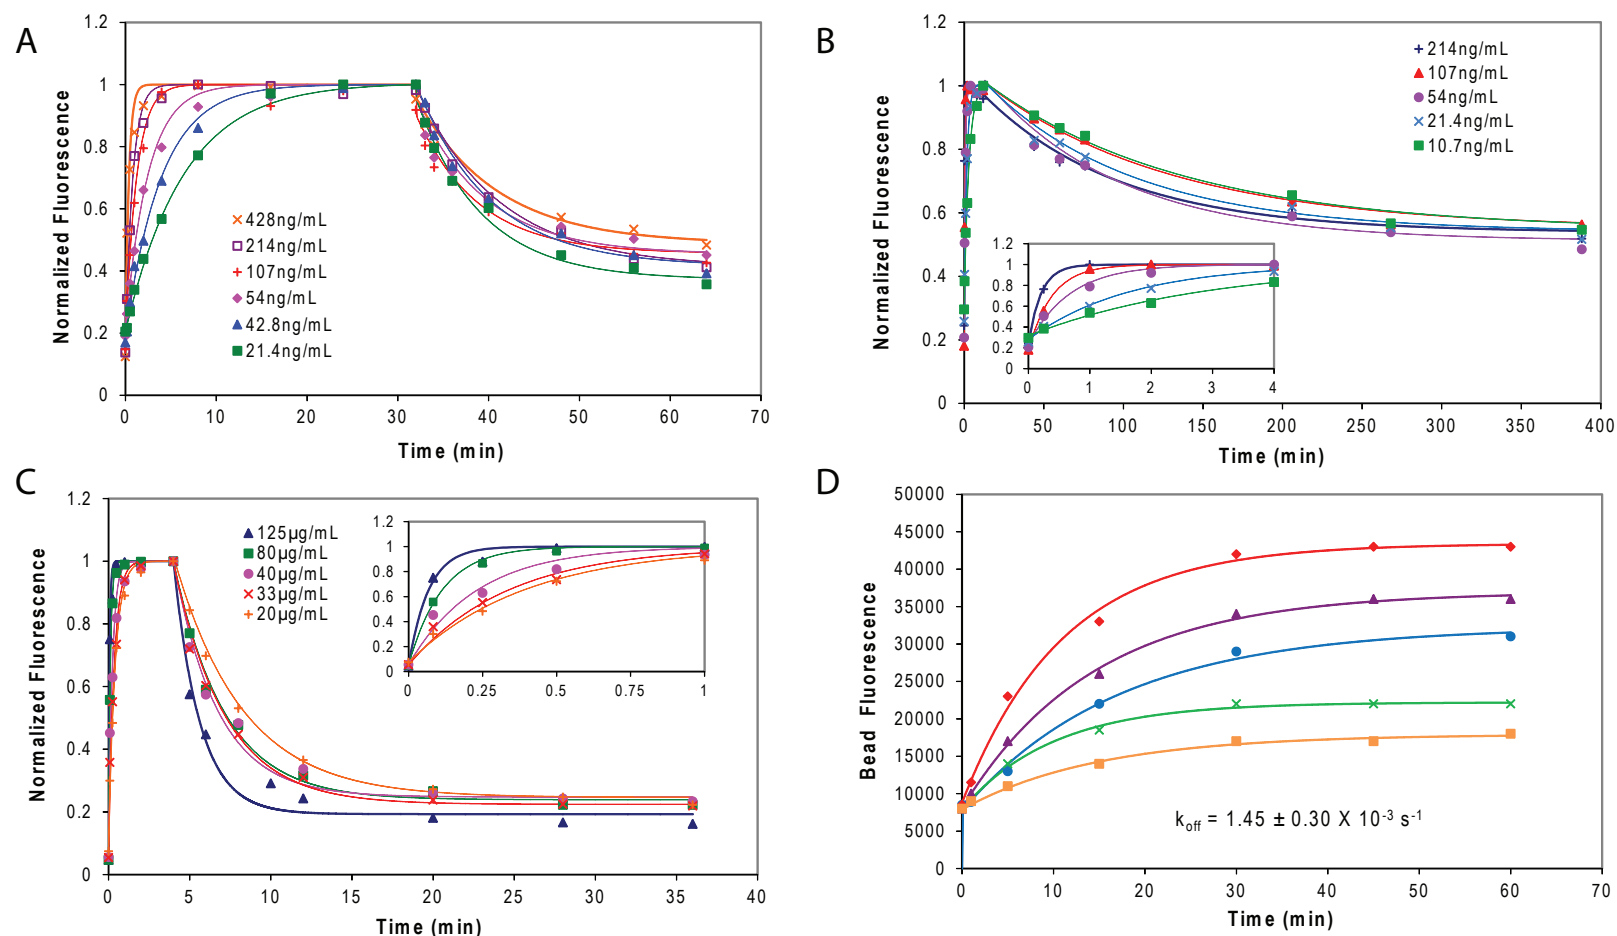 A
Normalized Fluorescence
1.2
1
0.8
0.6
0.4
0.2
0
428ng/mL
214ng/mL
107ng/mL
54ng/mL
42.8ng/mL
21.4ng/mL
0 10 20 30 40 50 60 70
Time (min)
B
Normalized Fluorescence
1.2
1
0.8
0.6
0.4
0.2
0
214ng/mL
107ng/mL
54ng/mL
21.4ng/mL
10.7ng/mL
1.2
1
0.8
0.6
0.4
0.2
0
0 1 2 3 4
0 50 100 150 200 250 300 350 400
Time (min)
C
Normalized Fluorescence
1.2
1
0.8
0.6
0.4
0.2
0
125µg/mL
80µg/mL
40µg/mL
33µg/mL
20µg/mL
1.2
1
0.8
0.6
0.4
0.2
0
0 0.25 0.5 0.75 1
0 5 10 15 20 25 30 35 40
Time (min)
D
Bead Fluorescence
50000
45000
40000
35000
30000
25000
20000
15000
10000
5000
0
koff = 1.45 ± 0.30 X 10-3 s-1
0 10 20 30 40 50 60 70
Time (min)